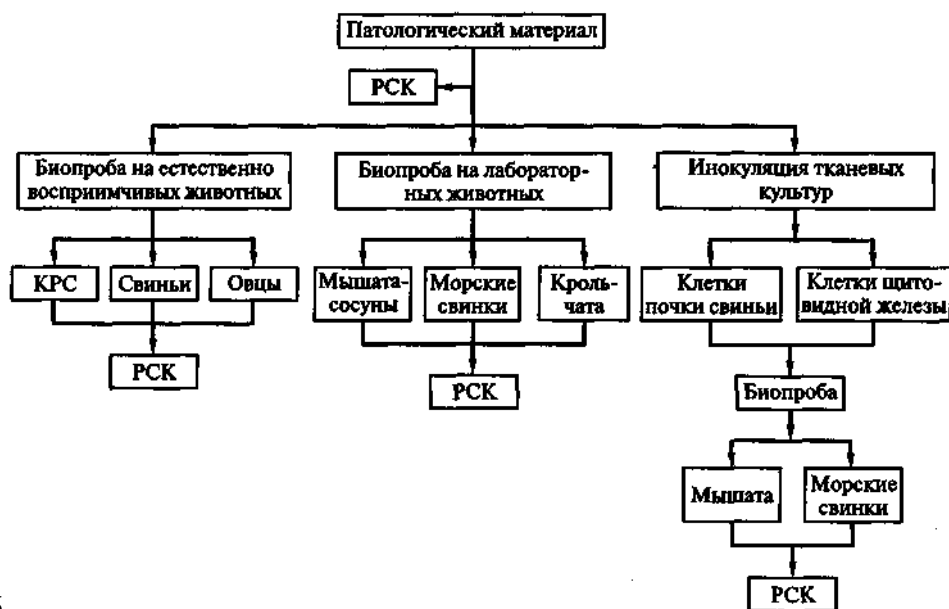 Патологический материал
РСК
Биопроба на естественно
восприимчивых животных
Биопроба на лаборатор-
ных животных
Инокуляция тканевых
культур
КРС
Свиньи
Овцы
Мышата-
сосуны
Морские
свинки
Кроль-
чата
Клетки
почки свиньи
Клетки щито-
видной железы
РСК
РСК
Биопроба
Мышата
Морские
свинки
РСК